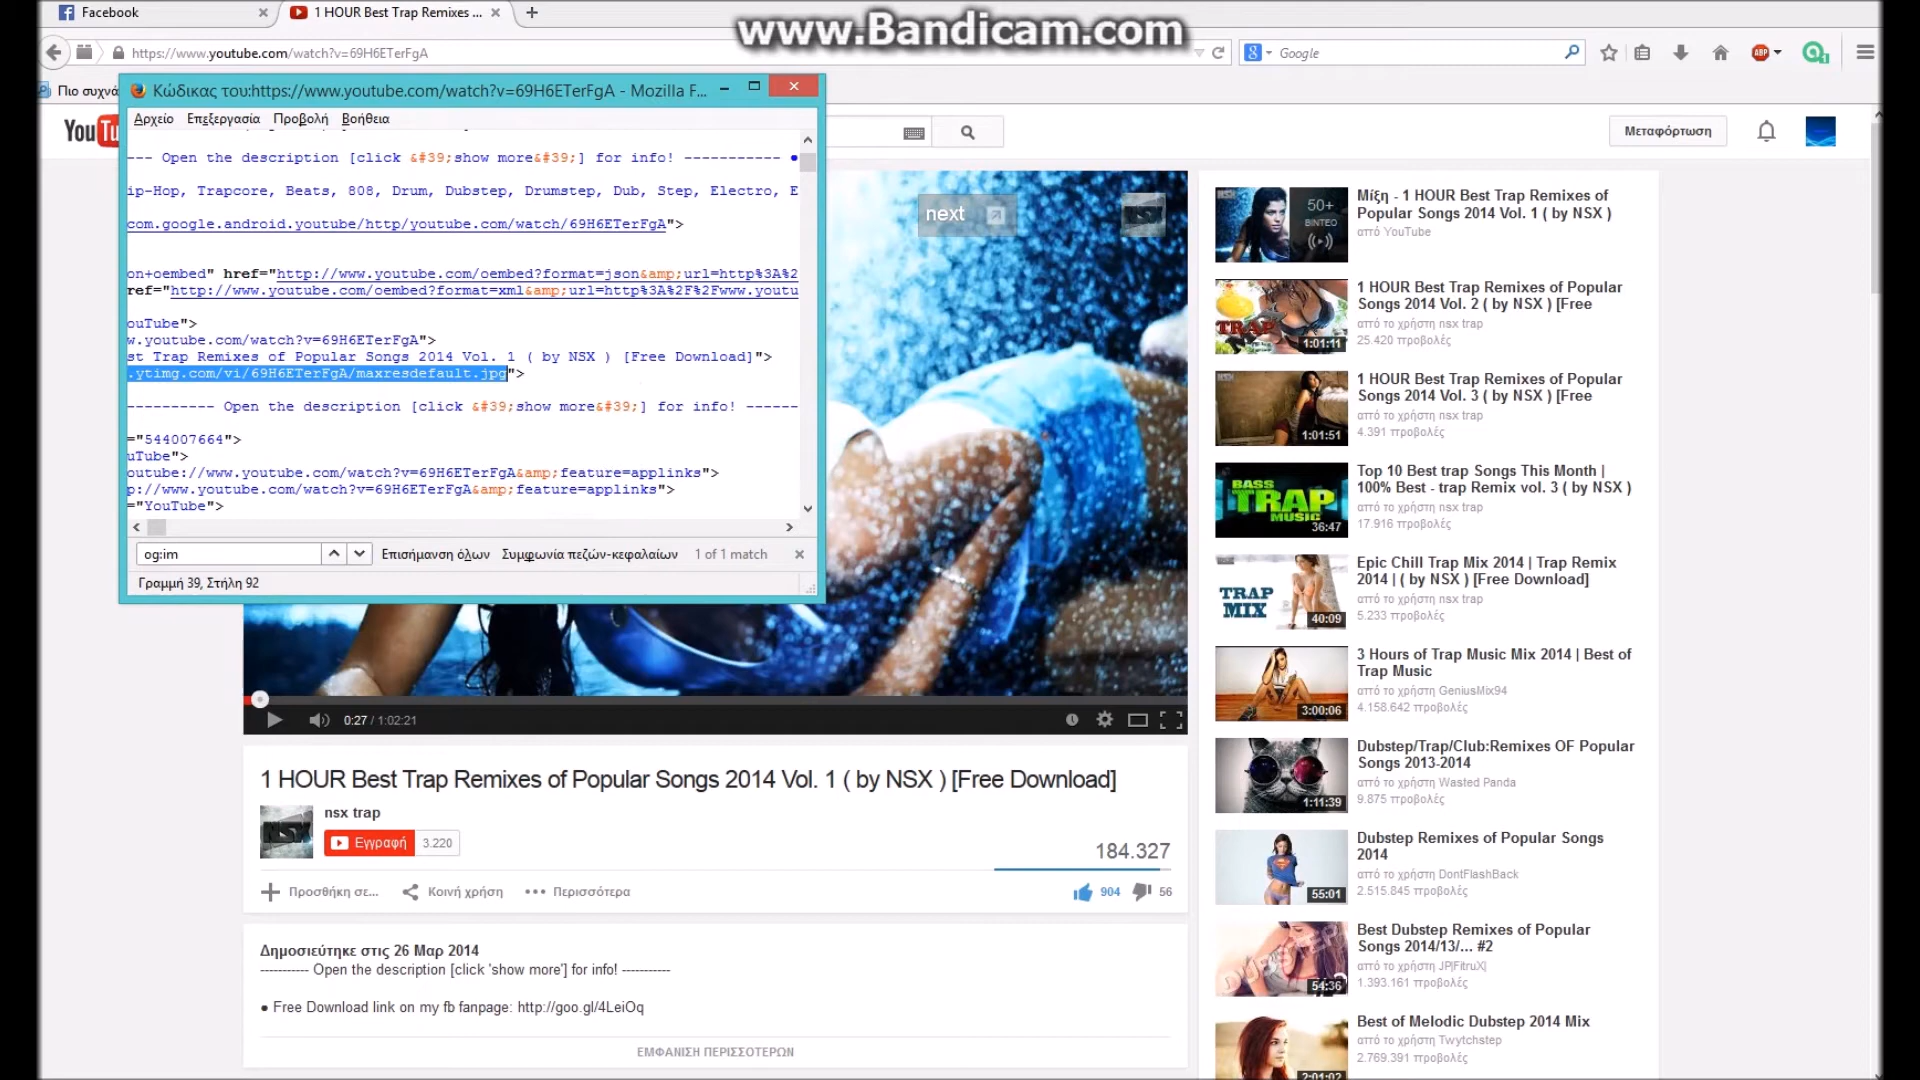 Facebook
1 HOUR Best Trap Remixes ...
www.Bandicam.com
https://www.youtube.com/watch?v=69H6ETerFgA
Google
ABP
Πιο συχνά
Κώδικας του:https://www.youtube.com/watch?v=69H6ETerFgA - Mozilla F...
Αρχείο Επεξεργασία Προβολή Βοήθεια
--- Open the description [click &#39;show more&#39;] for info! ----------- ●
ip-Hop, Trapcore, Beats, 808, Drum, Dubstep, Drumstep, Dub, Step, Electro, E
com.google.android.youtube/http/youtube.com/watch/69H6ETerFgA">
on+oembed" href="http://www.youtube.com/oembed?format=json&amp;url=http%3A%2
ref="http://www.youtube.com/oembed?format=xml&amp;url=http%3A%2F%2Fwww.youtu
ouTube">
w.youtube.com/watch?v=69H6ETerFgA">
st Trap Remixes of Popular Songs 2014 Vol. 1 ( by NSX ) [Free Download]">
.ytimg.com/vi/69H6ETerFgA/maxresdefault.jpg">
---------- Open the description [click &#39;show more&#39;] for info! ------
="544007664">
uTube">
outube://www.youtube.com/watch?v=69H6ETerFgA&amp;feature=applinks">
p://www.youtube.com/watch?v=69H6ETerFgA&amp;feature=applinks">
="YouTube">
og:im
Επισήμανση όλων Συμφωνία πεζών-κεφαλαίων 1 of 1 match
Γραμμή 39, Στήλη 92
You Tu
Μεταφόρτωση
next
NSX
0:27 / 1:02:21
1 HOUR Best Trap Remixes of Popular Songs 2014 Vol. 1 ( by NSX ) [Free Download]
NSX
nsx trap
Εγγραφή 3.220
184.327
Προσθήκη σε... Κοινή χρήση Περισσότερα
904 56
Δημοσιεύτηκε στις 26 Μαρ 2014
----------- Open the description [click 'show more'] for info! -----------
● Free Download link on my fb fanpage: http://goo.gl/4LeiOq
ΕΜΦΑΝΙΣΗ ΠΕΡΙΣΣΟΤΕΡΩΝ
50+
ΒΙΝΤΕΟ
Μίξη - 1 HOUR Best Trap Remixes of
Popular Songs 2014 Vol. 1 ( by NSX )
από YouTube
TRAP
1:01:11
1 HOUR Best Trap Remixes of Popular
Songs 2014 Vol. 2 ( by NSX ) [Free
από το χρήστη nsx trap
25.420 προβολές
1:01:51
1 HOUR Best Trap Remixes of Popular
Songs 2014 Vol. 3 ( by NSX ) [Free
από το χρήστη nsx trap
4.391 προβολές
BASS
TRAP
MUSIC
36:47
Top 10 Best trap Songs This Month |
100% Best - trap Remix vol. 3 ( by NSX )
από το χρήστη nsx trap
17.916 προβολές
TRAP
MIX
40:09
Epic Chill Trap Mix 2014 | Trap Remix
2014 | ( by NSX ) [Free Download]
από το χρήστη nsx trap
5.233 προβολές
3:00:06
3 Hours of Trap Music Mix 2014 | Best of
Trap Music
από το χρήστη GeniusMix94
4.158.642 προβολές
1:11:39
Dubstep/Trap/Club:Remixes OF Popular
Songs 2013-2014
από το χρήστη Wasted Panda
9.875 προβολές
55:01
Dubstep Remixes of Popular Songs
2014
από το χρήστη DontFlashBack
2.515.845 προβολές
54:36
Best Dubstep Remixes of Popular
Songs 2014/13/... #2
από το χρήστη JP|FitruX|
1.393.161 προβολές
2:01:02
Best of Melodic Dubstep 2014 Mix
από το χρήστη Twytchstep
2.769.391 προβολές